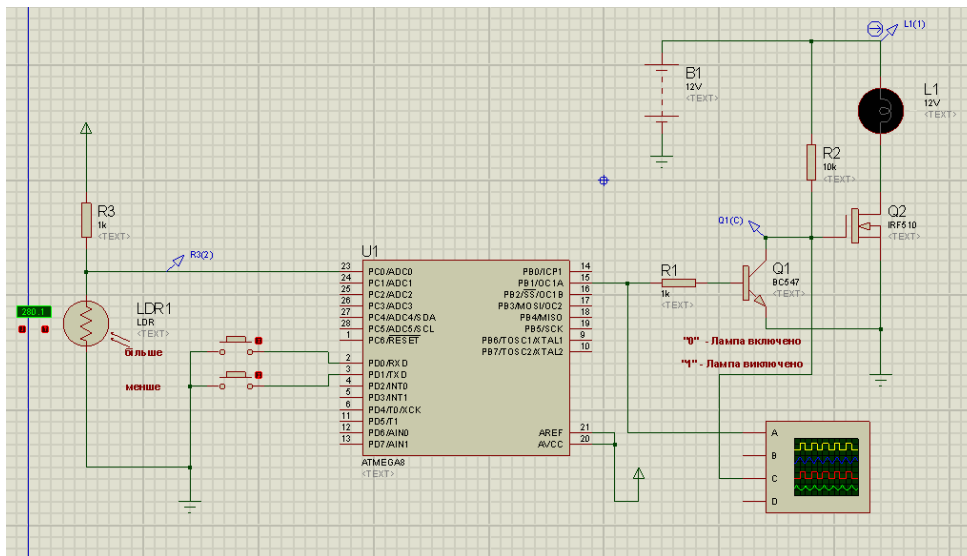 L1(1)
B1
12V
<TEXT>
L1
12V
<TEXT>
R2
10k
<TEXT>
Q1(C)
Q2
IRF510
<TEXT>
R3
1k
<TEXT>
R3(2)
U1
23
24
25
26
27
28
1
2
3
4
5
6
11
12
13
PC0/ADC0
PC1/ADC1
PC2/ADC2
PC3/ADC3
PC4/ADC4/SDA
PC5/ADC5/SCL
PC6/RESET
PD0/RXD
PD1/TXD
PD2/INT0
PD3/INT1
PD4/T0/XCK
PD5/T1
PD6/AIN0
PD7/AIN1
PB0/ICP1
PB1/OC1A
PB2/SS/OC1B
PB3/MOSI/OC2
PB4/MISO
PB5/SCK
PB6/TOSC1/XTAL1
PB7/TOSC2/XTAL2
AREF
AVCC
14
15
16
17
18
19
9
10
21
20
ATMEGA8
<TEXT>
R1
1k
<TEXT>
Q1
BC547
<TEXT>
280.1
LDR1
LDR
<TEXT>
більше
менше
"0" - Лампа включено
"1" - Лампа виключено
A
B
C
D